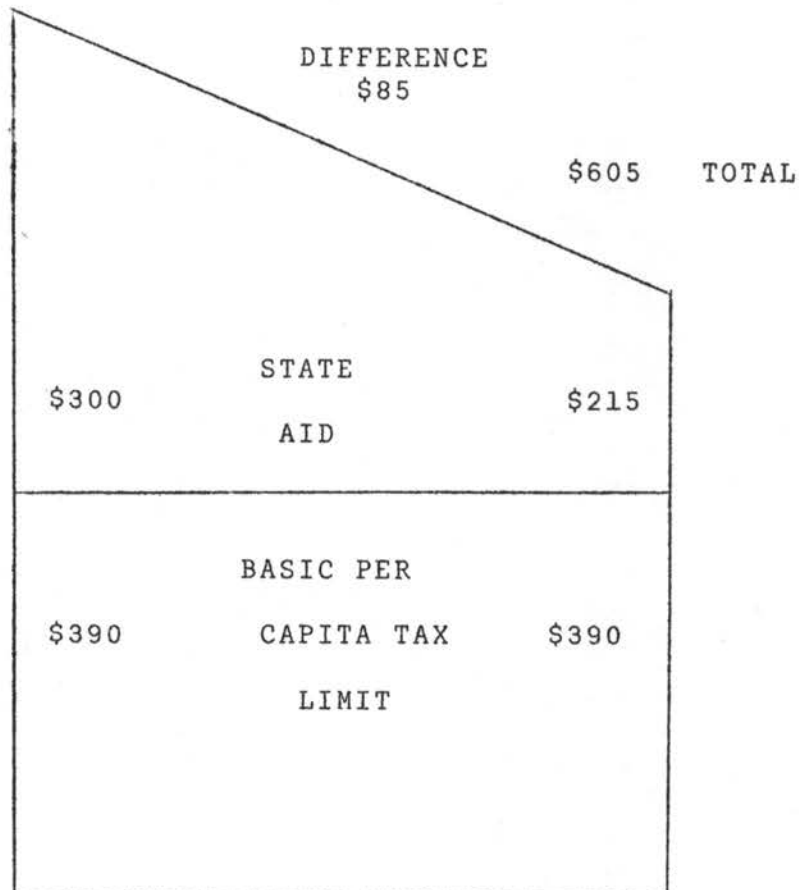 DIFFERENCE
$85
$605 TOTAL
STATE
$300 $215
AID
BASIC PER
$390 CAPITA TAX $390
LIMIT